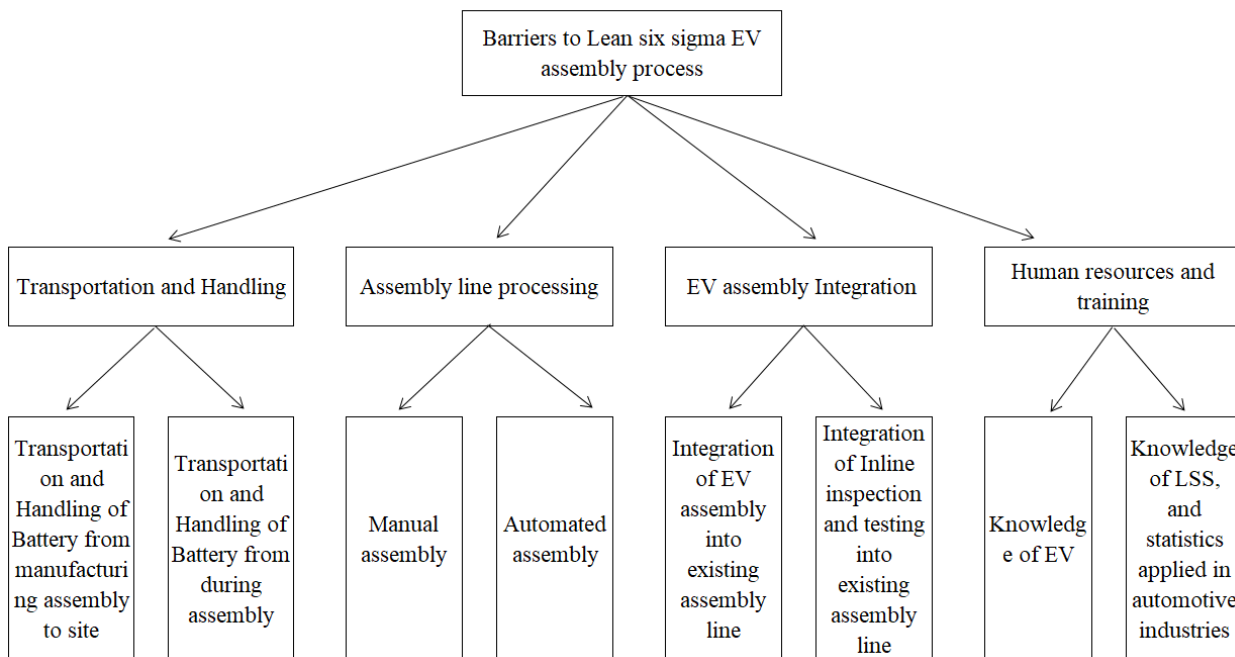 Barriers to Lean six sigma EV
assembly process
Transportation and Handling
Assembly line processing
EV assembly Integration
Human resources and
training
Transportati
on and
Handling of
Battery from
manufacturi
ng assembly
to site
Transportati
on and
Handling of
Battery from
during
assembly
Manual
assembly
Automated
assembly
Integration
of EV
assembly
into
existing
assembly
line
Integration
of Inline
inspection
and testing
into
existing
assembly
line
Knowledg
e of EV
Knowledge
of LSS,
and
statistics
applied in
automotive
industries